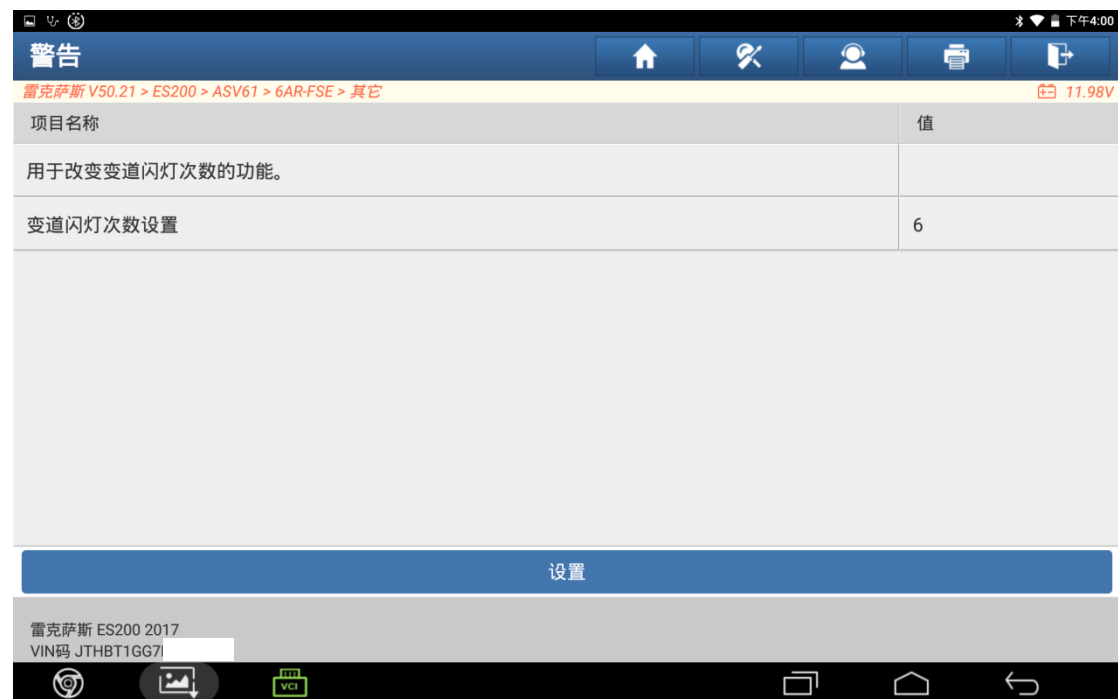 下午4:00
警告
雷克萨斯 V50.21 > ES200 > ASV61 > 6AR-FSE > 其它
11.98V
项目名称 值
用于改变变道闪灯次数的功能。
变道闪灯次数设置 6
设置
雷克萨斯 ES200 2017
VIN码 JTHBT1GG7
VCI